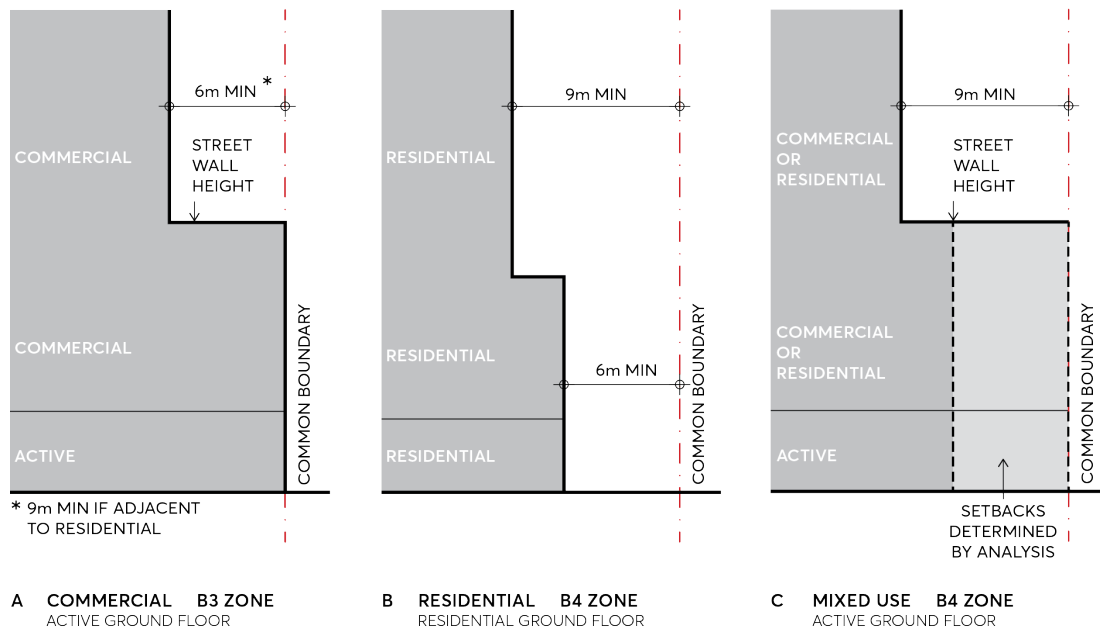 6m MIN *
COMMERCIAL
STREET
WALL
HEIGHT
COMMERCIAL
ACTIVE
COMMON BOUNDARY
* 9m MIN IF ADJACENT
TO RESIDENTIAL
A COMMERCIAL B3 ZONE
ACTIVE GROUND FLOOR
9m MIN
RESIDENTIAL
RESIDENTIAL
6m MIN
RESIDENTIAL
COMMON BOUNDARY
B RESIDENTIAL B4 ZONE
RESIDENTIAL GROUND FLOOR
9m MIN
COMMERCIAL
OR
RESIDENTIAL
STREET
WALL
HEIGHT
COMMERCIAL
OR
RESIDENTIAL
ACTIVE
COMMON BOUNDARY
SETBACKS
DETERMINED
BY ANALYSIS
C MIXED USE B4 ZONE
ACTIVE GROUND FLOOR